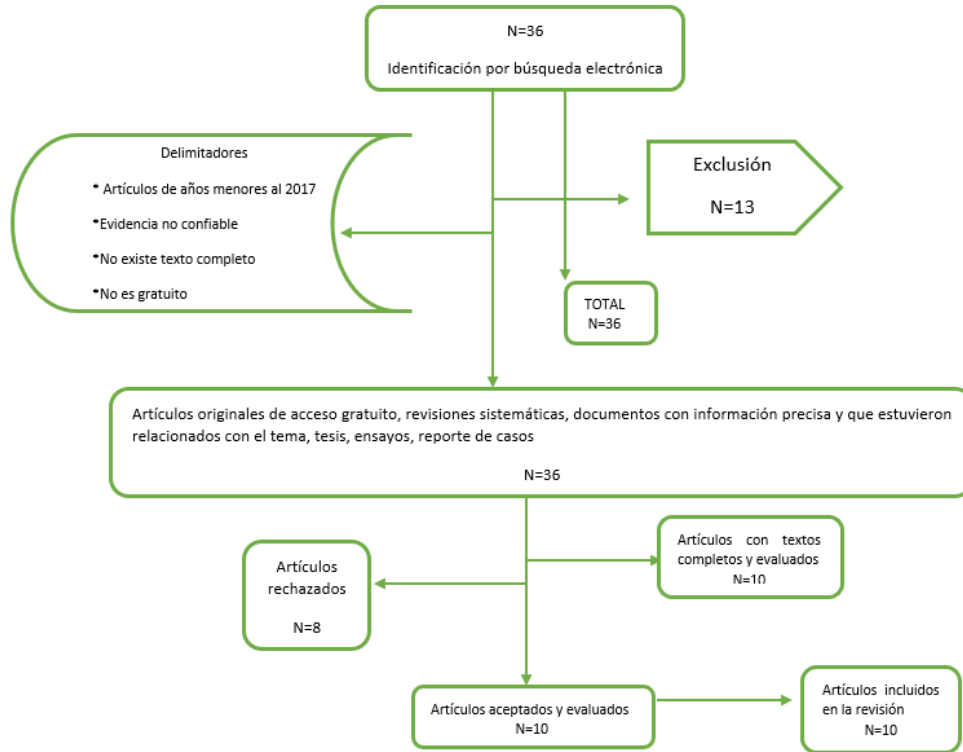 N=36
Identificación por búsqueda electrónica
Delimitadores
* Artículos de años menores al 2017
*Evidencia no confiable
*No existe texto completo
*No es gratuito
Exclusión
N=13
TOTAL
N=36
Artículos originales de acceso gratuito, revisiones sistemáticas, documentos con información precisa y que estuvieron
relacionados con el tema, tesis, ensayos, reporte de casos
N=36
Artículos con textos
completos y evaluados
N=10
Artículos
rechazados
N=8
Artículos aceptados y evaluados
N=10
Artículos incluidos
en la revisión
N=10